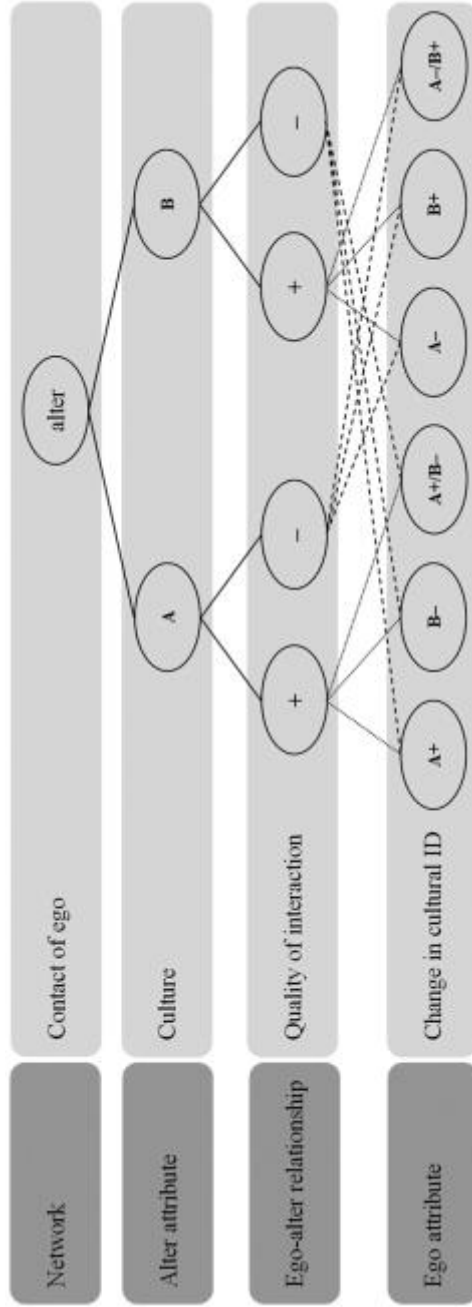 Network
Contact of ego
alter
Alter attribute
Culture
A
B
Ego-alter relationship
Quality of interaction
+
−
+
−
Ego attribute
Change in cultural ID
A+
B−
A+/B−
A−
B+
A−/B+